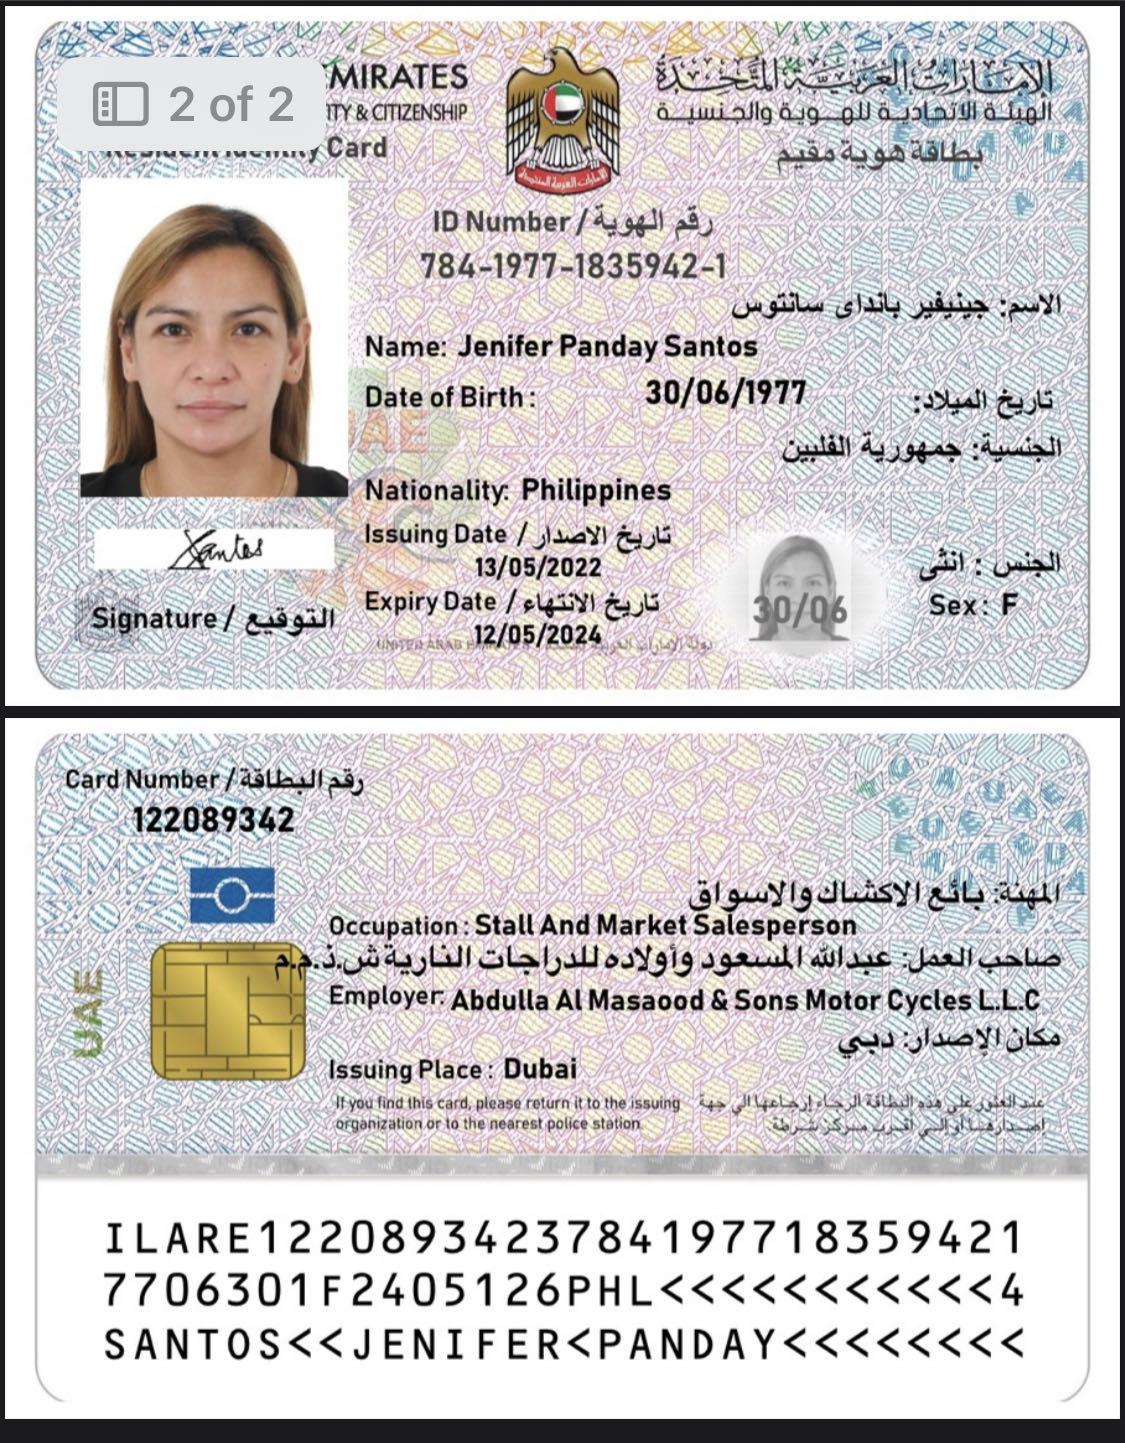 2 of 2
MIRATES
ITY & CITIZENSHIP
Resident Identity Card
الإمارات العربية المتحدة
الهيئة الاتحادية للهوية والجنسية
بطاقة هوية مقيم
ID Number / رقم الهوية
784-1977-1835942-1
الاسم: جينيفير بانداى سانتوس
Name: Jenifer Panday Santos
Date of Birth: 30/06/1977 تاريخ الميلاد:
الجنسية: جمهورية الفلبين
Nationality: Philippines
Issuing Date / تاريخ الاصدار
13/05/2022
Expiry Date / تاريخ الانتهاء
12/05/2024
الجنس : انثى
Sex: F
30/06
UAE
Santos
Signature / التوقيع
Card Number / رقم البطاقة
122089342
المهنة: بائع الاكشاك والاسواق
Occupation: Stall And Market Salesperson
صاحب العمل: عبدالله المسعود وأولاده للدراجات النارية ش.ذ.م.م
Employer: Abdulla Al Masaood & Sons Motor Cycles L.L.C
مكان الإصدار: دبي
Issuing Place: Dubai
UAE
If you find this card, please return it to the issuing
organization or to the nearest police station
عند العثور على هذه البطاقة الرجاء إرجاعها الي جهة
اصدارها أو الي أقرب مركز شرطة
ILARE1220893423784197718359421
7706301F2405126PHL<<<<<<<<<<<4
SANTOS<<JENIFER<PANDAY<<<<<<<<